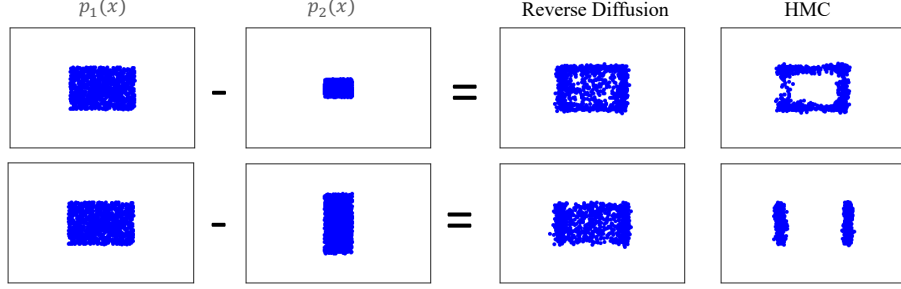 p₁(x) p₂(x) Reverse Diffusion HMC
- =
- =